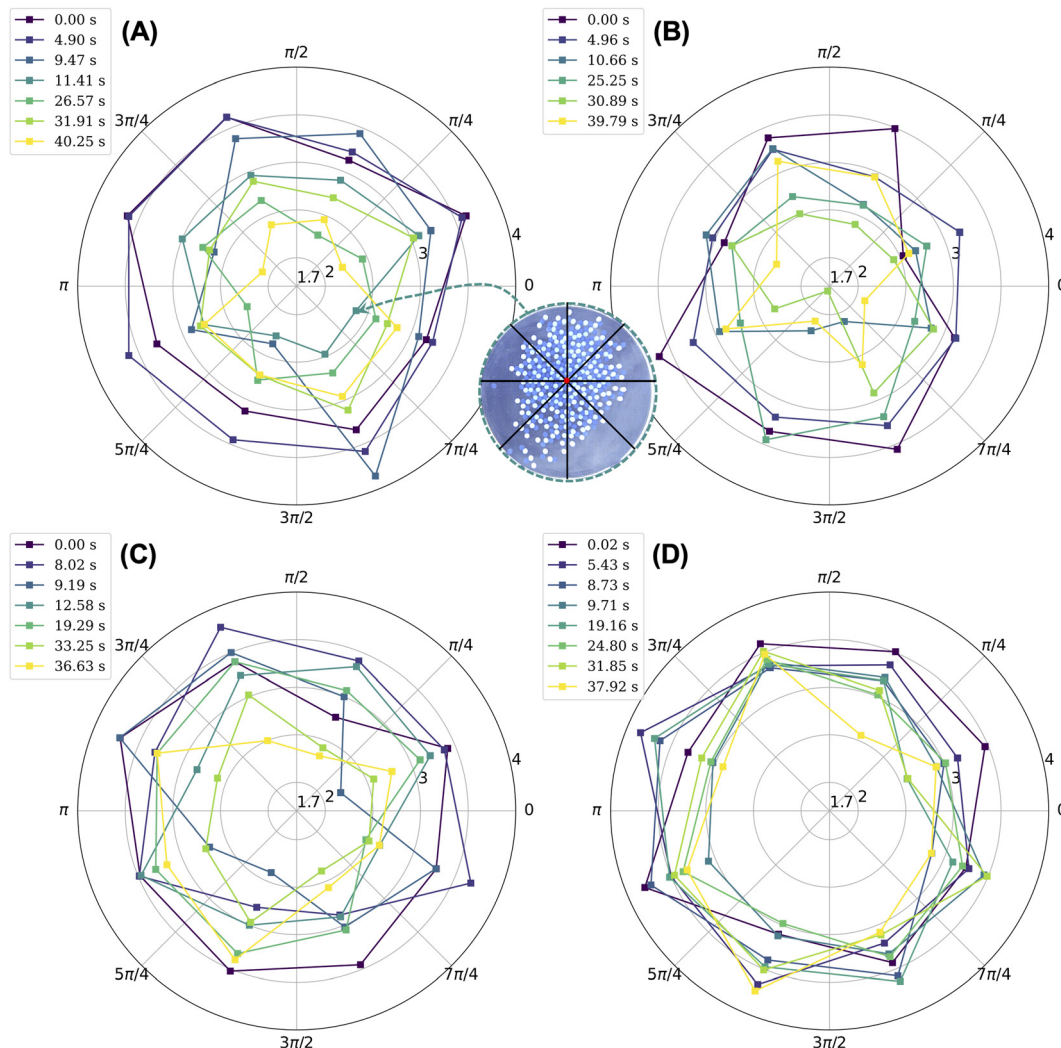 (A)
0.00 s
4.90 s
9.47 s
11.41 s
26.57 s
31.91 s
40.25 s
π/2
3π/4
π/4
π
0
5π/4
7π/4
3π/2
1.7
2
3
4
(B)
0.00 s
4.96 s
10.66 s
25.25 s
30.89 s
39.79 s
π/2
3π/4
π/4
π
0
5π/4
7π/4
3π/2
1.7
2
3
4
(C)
0.00 s
8.02 s
9.19 s
12.58 s
19.29 s
33.25 s
36.63 s
π/2
3π/4
π/4
π
0
5π/4
7π/4
3π/2
1.7
2
3
4
(D)
0.02 s
5.43 s
8.73 s
9.71 s
19.16 s
24.80 s
31.85 s
37.92 s
π/2
3π/4
π/4
π
0
5π/4
7π/4
3π/2
1.7
2
3
4